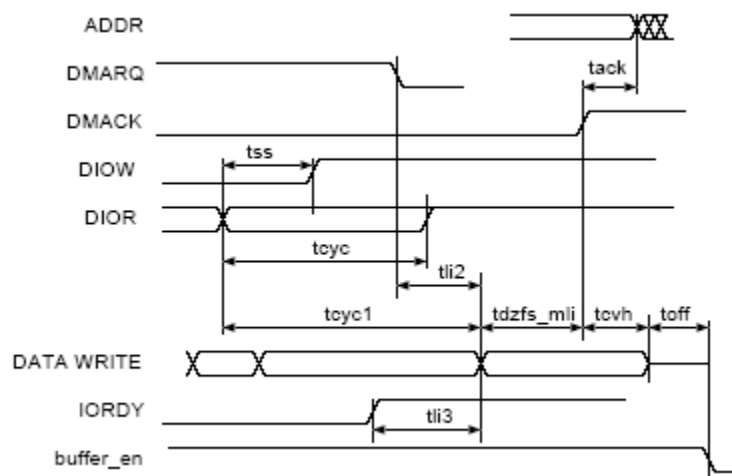 ADDR
DMARQ
tack
DMACK
tss
DIOW
DIOR
tcyc
tli2
tcyc1 tdzfs_mli tcvh toff
DATA WRITE
IORDY
tli3
buffer_en